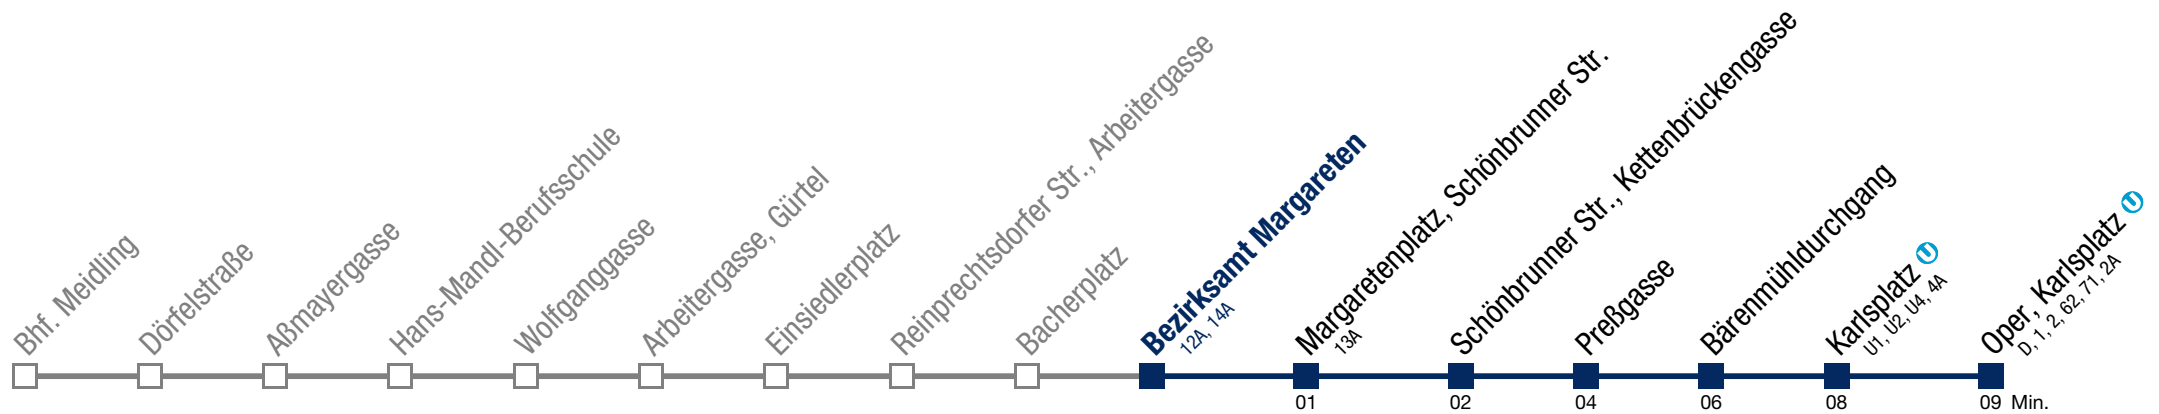 Bhf. Meidling
Dörfelstraße
Aßmayergasse
Hans-Mandl-Berufsschule
Wolfganggasse
Arbeitergasse, Gürtel
Einsiedlerplatz
Reinprechtsdorfer Str., Arbeitergasse
Bacherplatz
Bezirksamt Margareten
12A, 14A
Margaretenplatz, Schönbrunner Str.
13A
Schönbrunner Str., Kettenbrückengasse
Preßgasse
Bärenmühldurchgang
Karlsplatz U
U1, U2, U4, 4A
Oper, Karlsplatz U
D, 1, 2, 62, 71, 2A
01 02 04 06 08 09 Min.